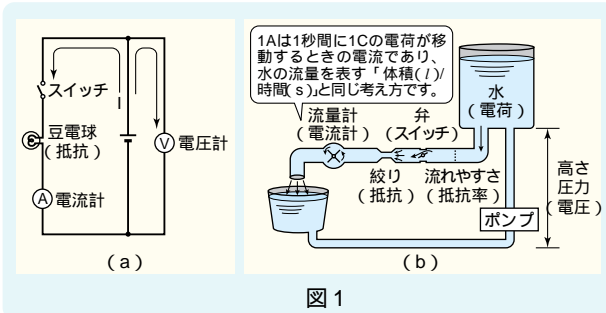 スイッチ
I
豆電球
(抵抗)
V 電圧計
A 電流計
(a)
1Aは1秒間に1Cの電荷が移
動するときの電流であり、
水の流量を表す「体積(l)/
時間(s)」と同じ考え方です。
水
(電荷)
流量計
(電流計)
弁
(スイッチ)
絞り
(抵抗)
流れやすさ
(抵抗率)
高さ
圧力
(電圧)
ポンプ
(b)
図1